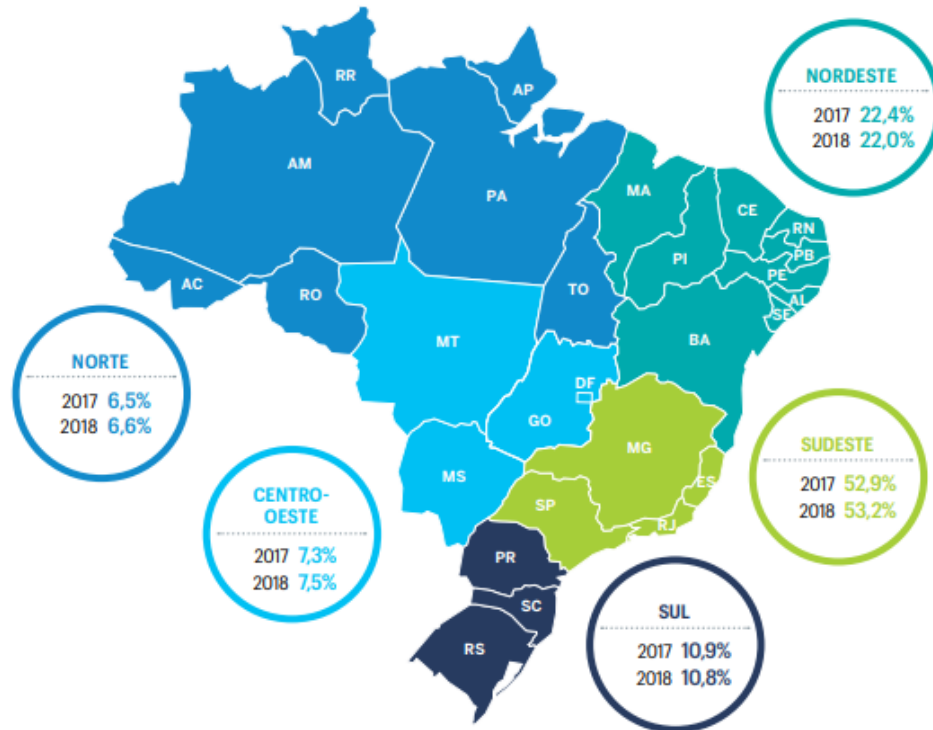 RR
AP
AM
PA
MA
CE
RN
PB
PE
AL
SE
PI
AC
RO
TO
BA
MT
DF
GO
MG
ES
MS
SP
RJ
PR
SC
RS
NORDESTE
2017 22,4%
2018 22,0%
NORTE
2017 6,5%
2018 6,6%
CENTRO-
OESTE
2017 7,3%
2018 7,5%
SUDESTE
2017 52,9%
2018 53,2%
SUL
2017 10,9%
2018 10,8%